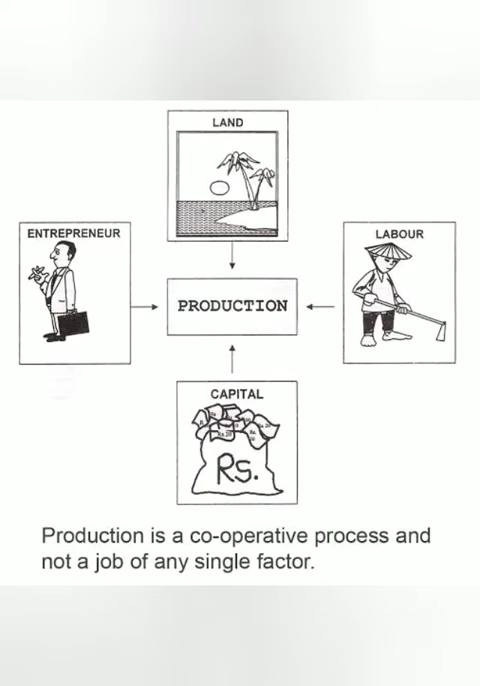 LAND
ENTREPRENEUR
LABOUR
PRODUCTION
CAPITAL
Rs.
Production is a co-operative process and
not a job of any single factor.